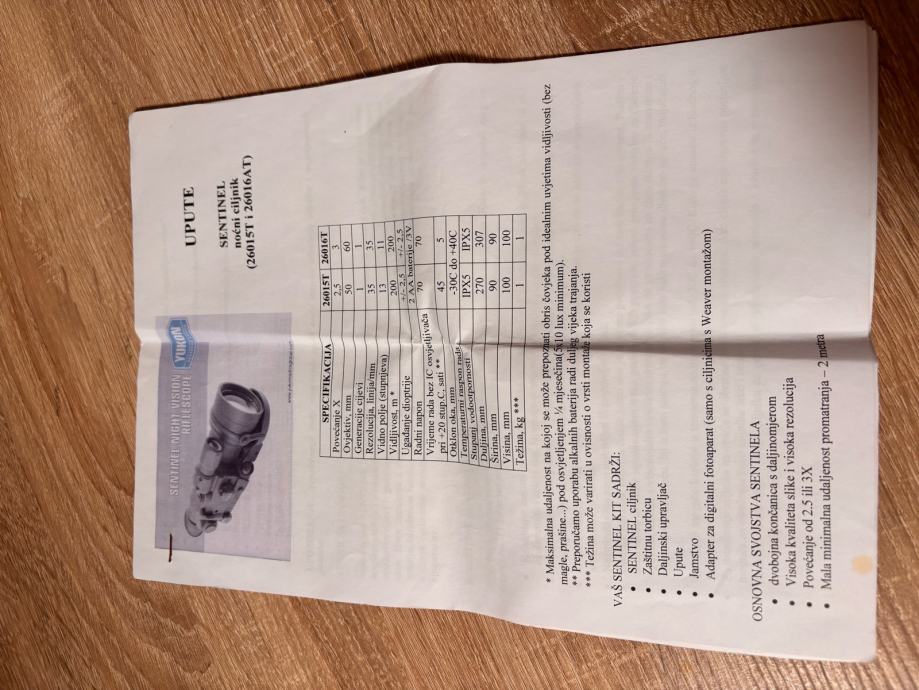 SENTINEL NIGHT VISION
RIFLESCOPE
YUKON
UPUTE
SENTINEL
noćni ciljnik
(26015T i 26016AT)
SPECIFIKACIJA 26015T 26016T
Povećanje X 2,5 3
Objektiv, mm 50 60
Generacije cijevi 1 1
Rezolucija, linija/mm 35 35
Vidno polje (stupnjeva) 13 11
Vidljivost, m * 200 200
Ugađanje dioptrije +/- 2,5 +/- 2,5
Radni napon 2 AA baterije /3V
Vrijeme rada bez IC osvjetljivača 70 70
pri +20 stup.C, sati **
Otklon oka, mm 45 5
Temperaturni raspon rada -30C do +40C
Stupanj vodootpornosti IPX5 IPX5
Duljina, mm 270 307
Širina, mm 90 90
Visina, mm 100 100
Težina, kg *** 1 1
* Maksimalna udaljenost na kojoj se može prepoznati obris čovjeka pod idealnim uvjetima vidljivosti (bez
magle, prašine...) pod osvjetljenjem ¼ mjesečina(5x10 lux minimum).
** Preporučamo uporabu alkalnih baterija radi duljeg vijeka trajanja.
*** Težina može varirati u ovisnosti o vrsti montaže koja se koristi
VAŠ SENTINEL KIT SADRŽI:
• SENTINEL ciljnik
• Zaštitnu torbicu
• Daljinski upravljač
• Upute
• Jamstvo
• Adapter za digitalni fotoaparat (samo s ciljnicima s Weaver montažom)
OSNOVNA SVOJSTVA SENTINELA
• dvobojna končanica s daljinomjerom
• Visoka kvaliteta slike i visoka rezolucija
• Povećanje od 2.5 ili 3X
• Mala minimalna udaljenost promatranja – 2 metra